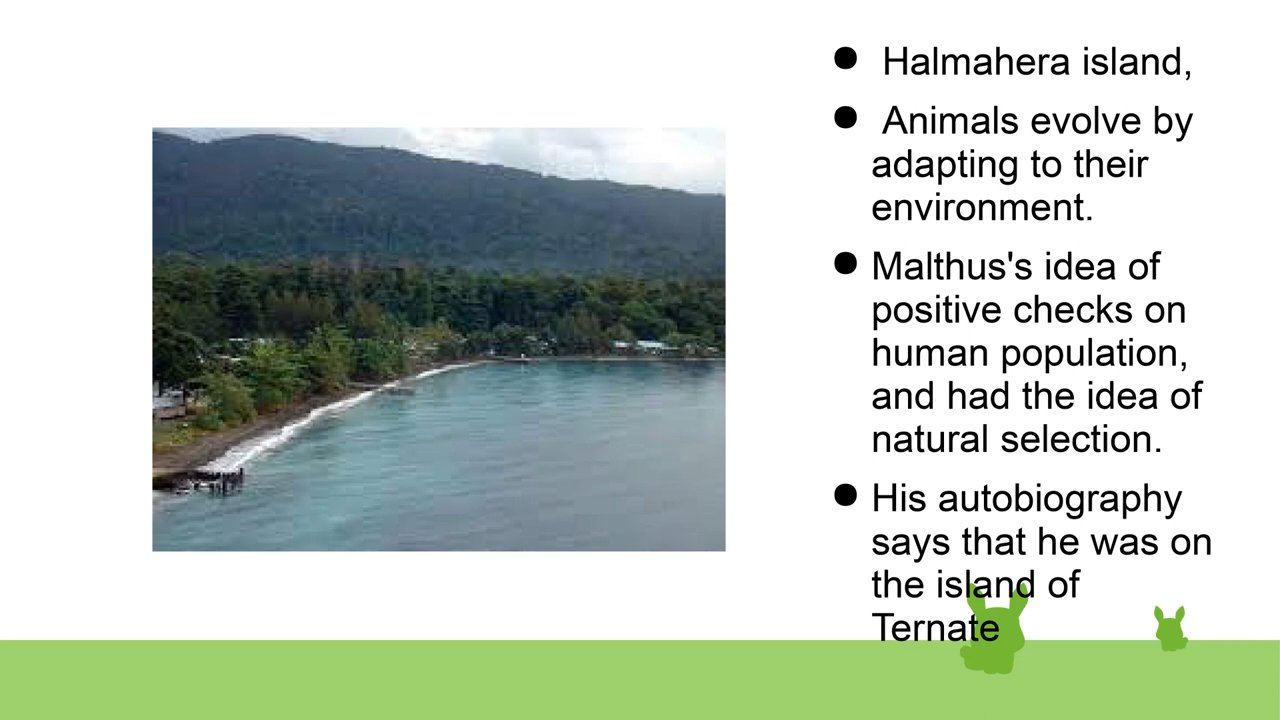 ● Halmahera island,
● Animals evolve by
adapting to their
environment.
● Malthus's idea of
positive checks on
human population,
and had the idea of
natural selection.
● His autobiography
says that he was on
the island of
Ternate